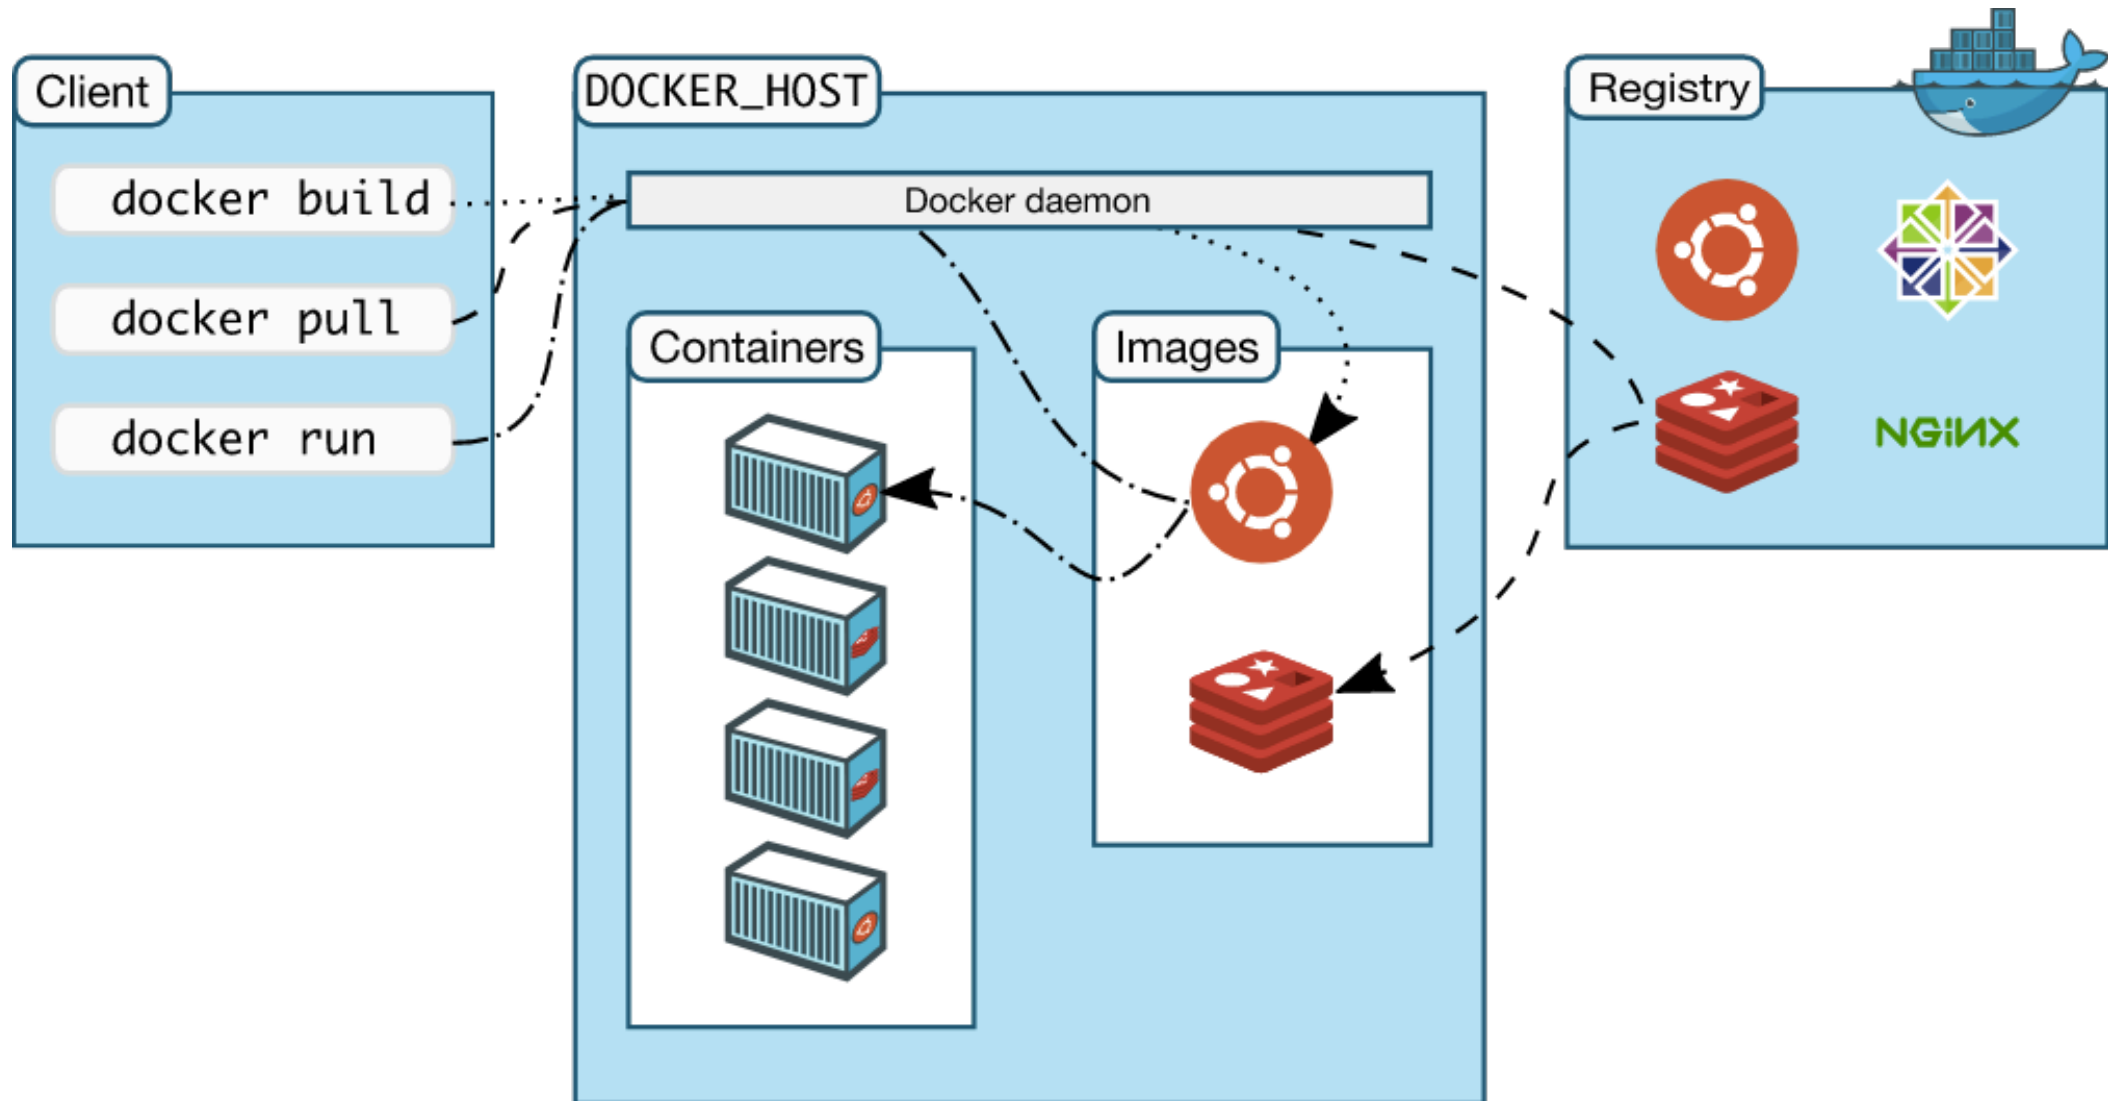 Client
docker build
docker pull
docker run
DOCKER_HOST
Docker daemon
Containers
Images
Registry
NGiNX